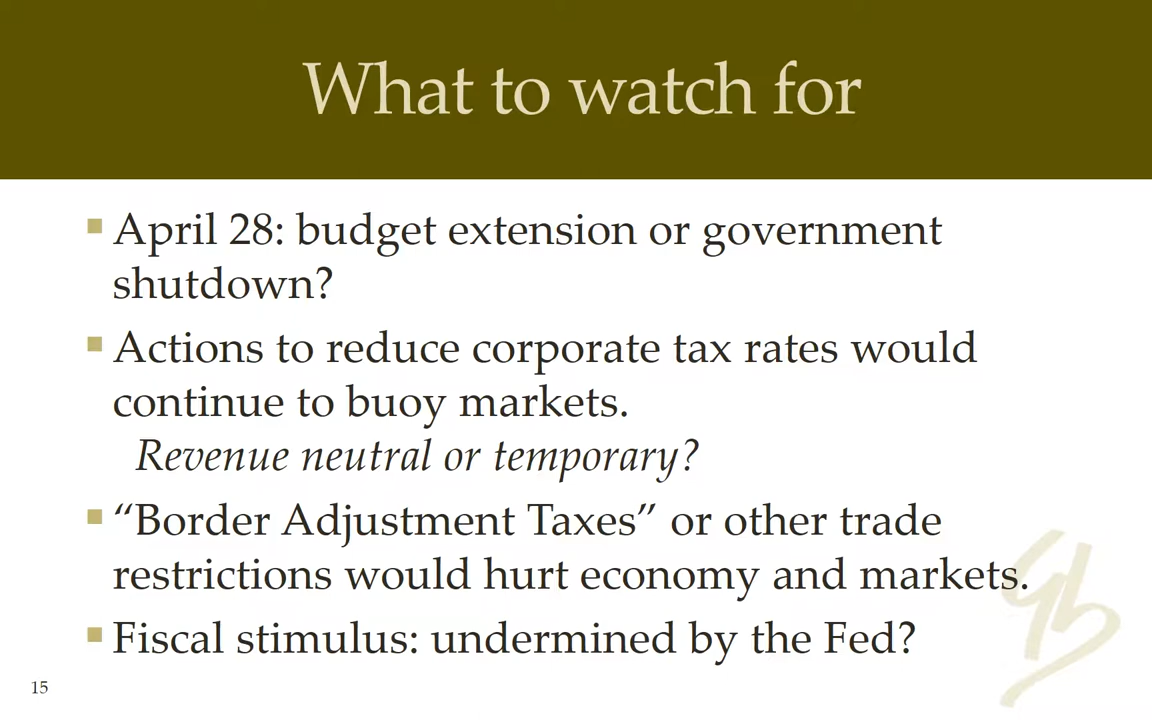 What to watch for
April 28: budget extension or government
shutdown?
Actions to reduce corporate tax rates would
continue to buoy markets.
Revenue neutral or temporary?
“Border Adjustment Taxes” or other trade
restrictions would hurt economy and markets.
Fiscal stimulus: undermined by the Fed?
15